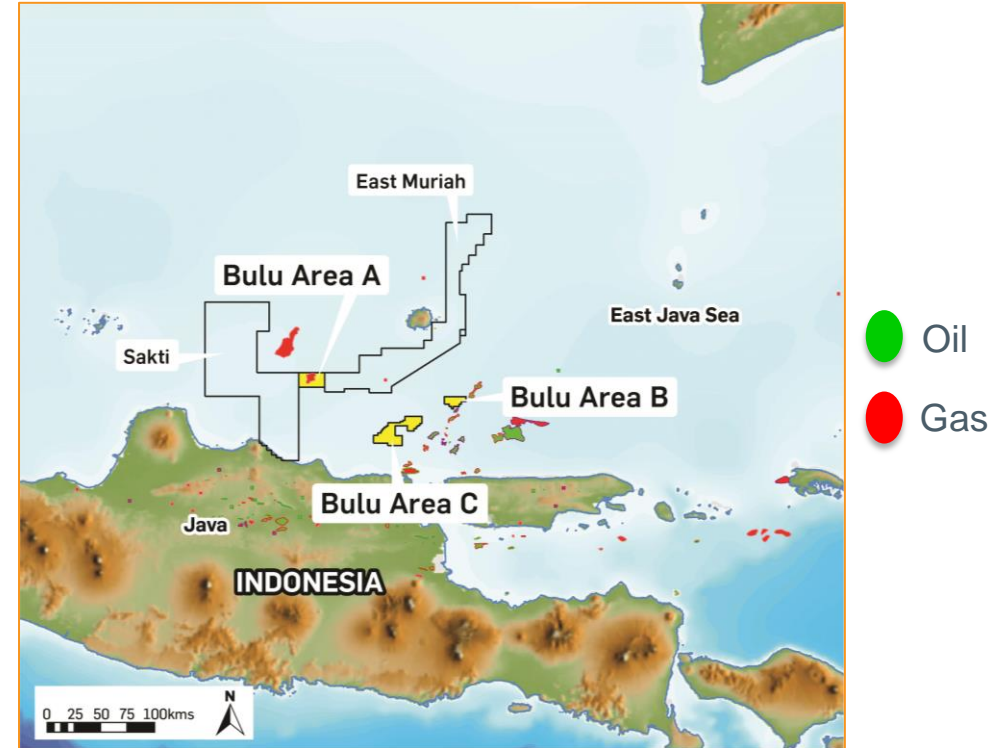 East Muriah
Bulu Area A
East Java Sea
Sakti
Bulu Area B
Bulu Area C
Java
INDONESIA
0 25 50 75 100kms
N
Oil
Gas